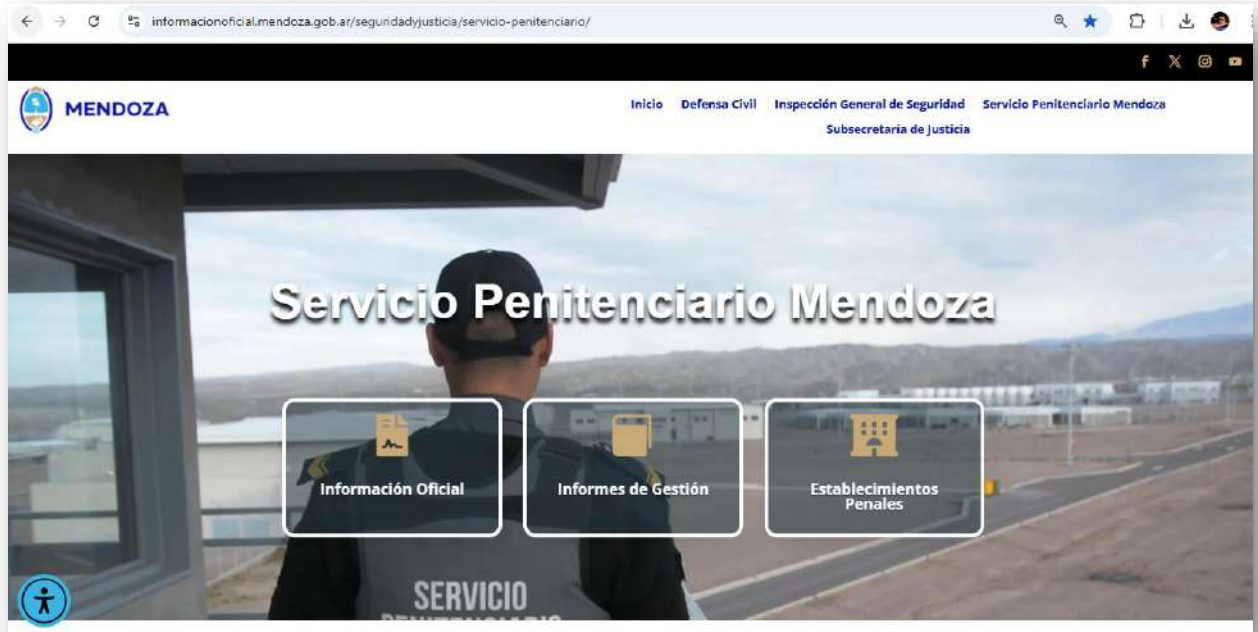 informacionoficial.mendoza.gob.ar/seguridadyjusticia/servicio-penitenciario/
MENDOZA
Inicio Defensa Civil Inspección General de Seguridad Servicio Penitenciario Mendoza
Subsecretaría de Justicia
Servicio Penitenciario Mendoza
Información Oficial
Informes de Gestión
Establecimientos
Penales
SERVICIO
PENITENCIARIO